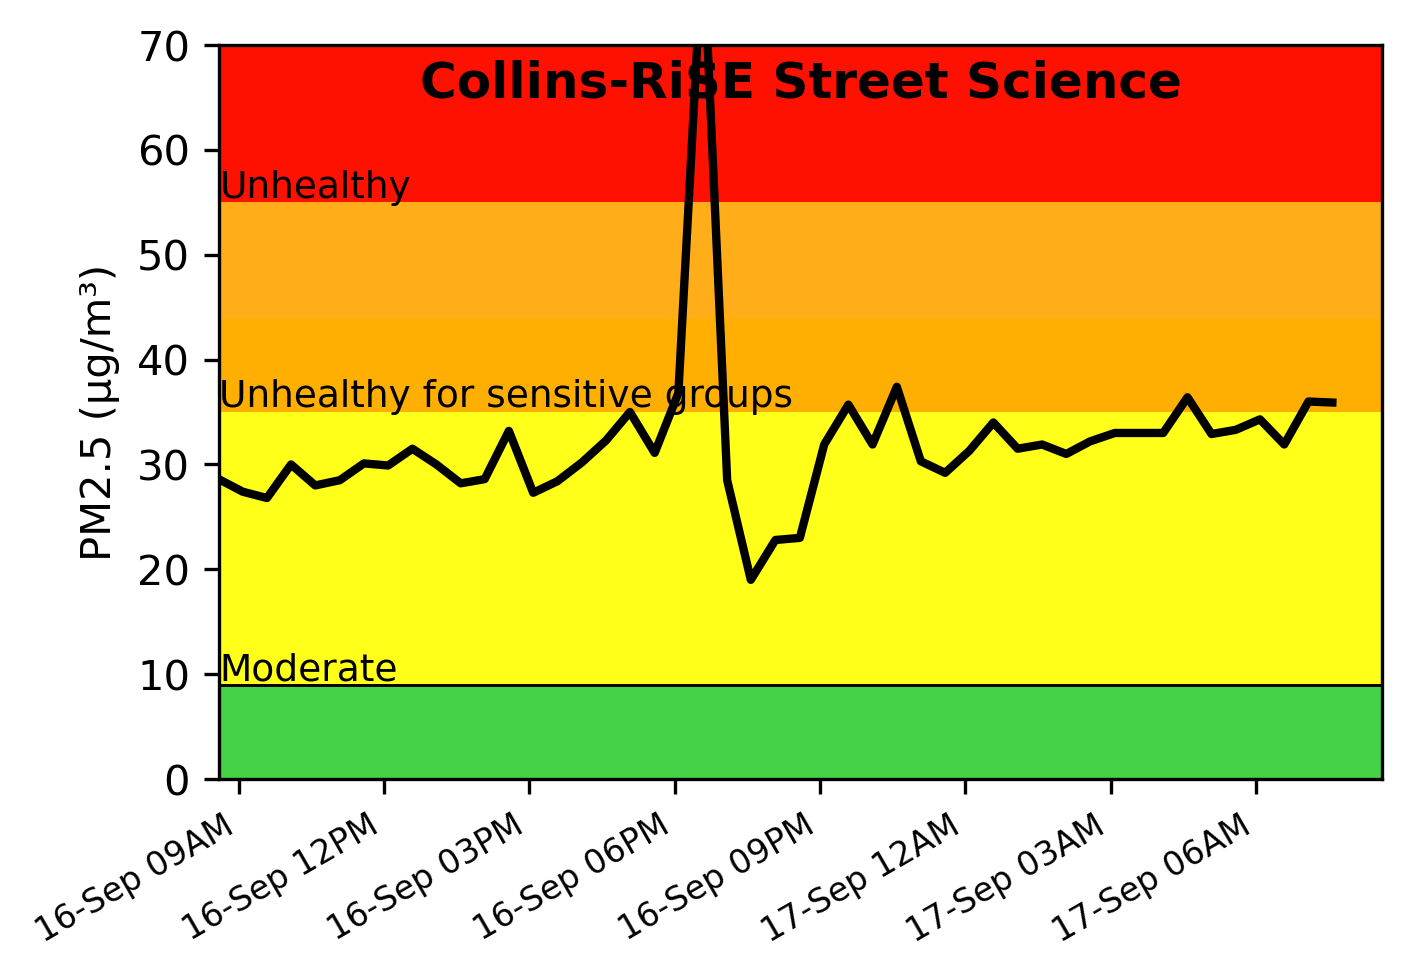 Collins-RiSE Street Science
PM2.5 (µg/m³)
70
60
Unhealthy
50
40
Unhealthy for sensitive groups
30
20
10
Moderate
0
16-Sep 09AM
16-Sep 12PM
16-Sep 03PM
16-Sep 06PM
16-Sep 09PM
17-Sep 12AM
17-Sep 03AM
17-Sep 06AM